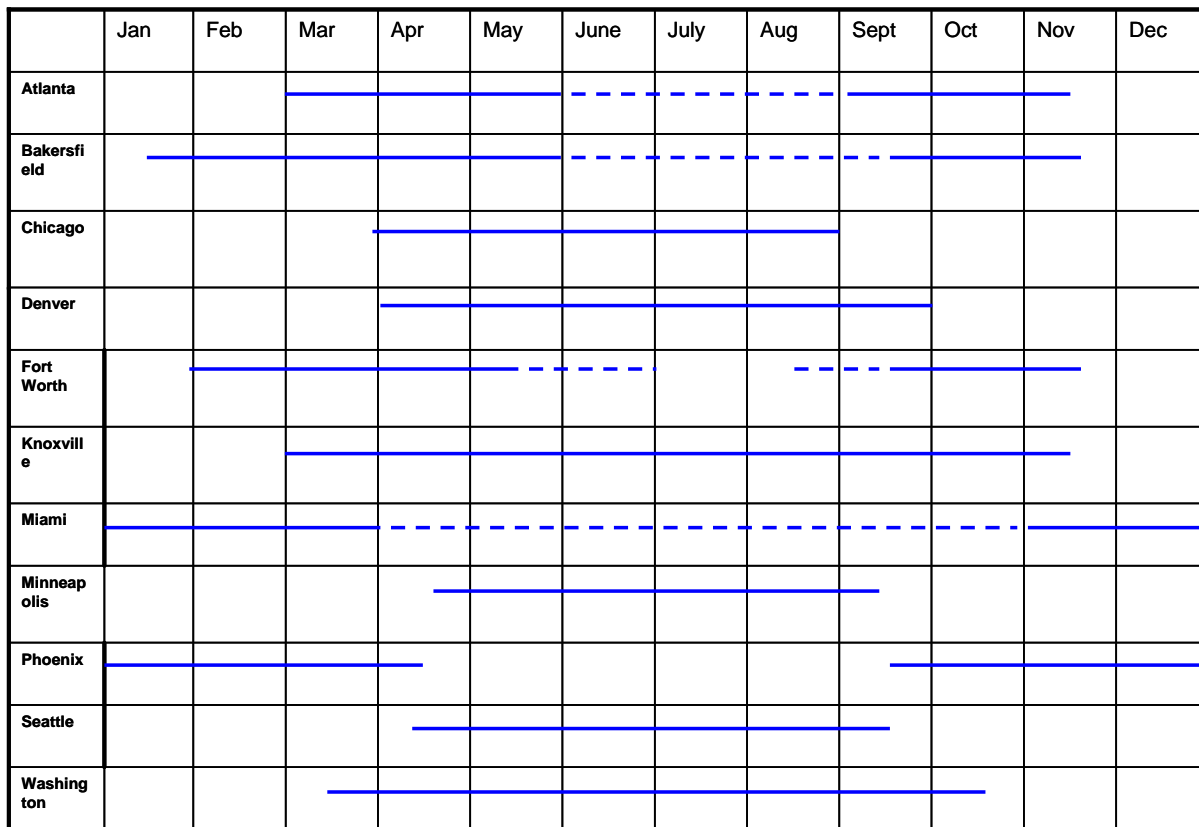 Jan Feb Mar Apr May June July Aug Sept Oct Nov Dec
Atlanta
Bakersfi
eld
Chicago
Denver
Fort
Worth
Knoxvill
e
Miami
Minneap
olis
Phoenix
Seattle
Washing
ton